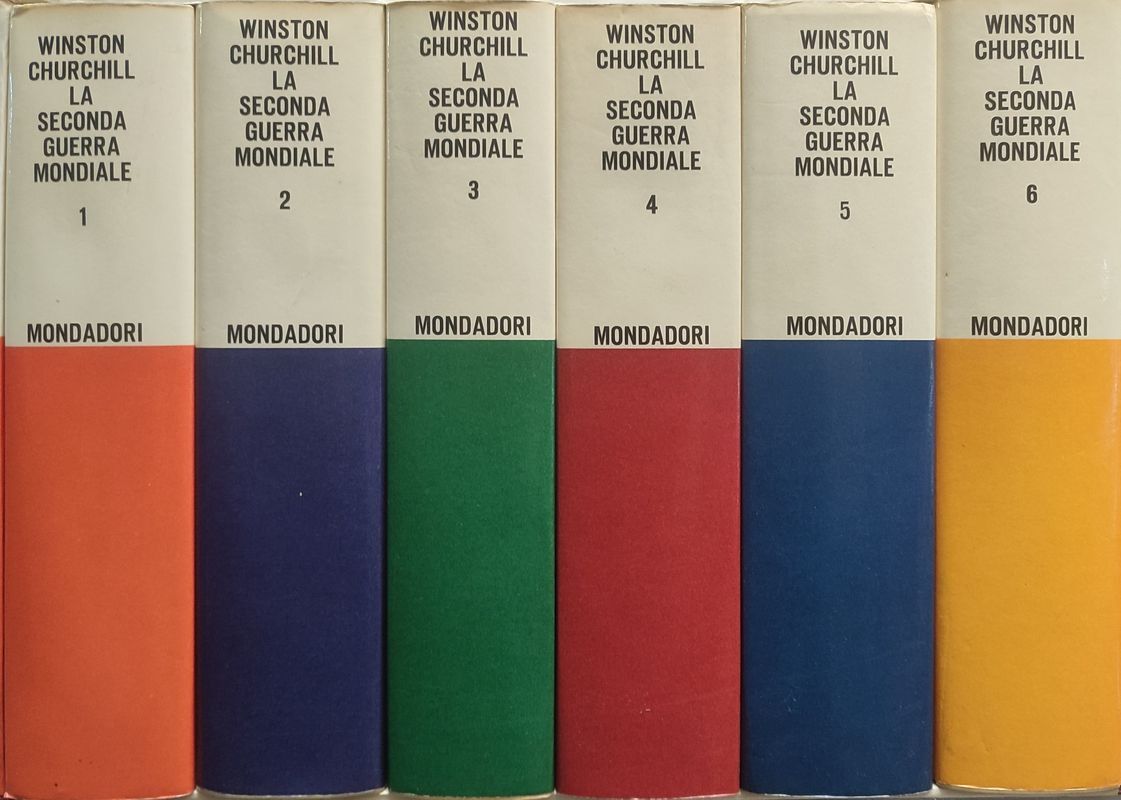 WINSTON
CHURCHILL
LA
SECONDA
GUERRA
MONDIALE
1
MONDADORI
WINSTON
CHURCHILL
LA
SECONDA
GUERRA
MONDIALE
2
MONDADORI
WINSTON
CHURCHILL
LA
SECONDA
GUERRA
MONDIALE
3
MONDADORI
WINSTON
CHURCHILL
LA
SECONDA
GUERRA
MONDIALE
4
MONDADORI
WINSTON
CHURCHILL
LA
SECONDA
GUERRA
MONDIALE
5
MONDADORI
WINSTON
CHURCHILL
LA
SECONDA
GUERRA
MONDIALE
6
MONDADORI